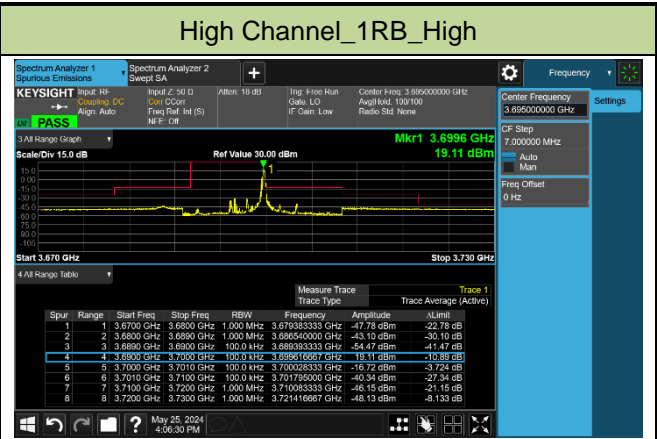 High Channel_1RB_High
Spectrum Analyzer 1
Spurious Emissions
Spectrum Analyzer 2
Swept SA
Frequency
KEYSIGHT
Input: RF
Coupling: DC
Align: Auto
Input Z: 50 Ω
Corr CCorr
Freq Ref: Int (S)
NFE: Off
Atten: 18 dB
Trig: Free Run
Gate: LO
IF Gain: Low
Center Freq: 3.695000000 GHz
Avg|Hold: 100/100
Radio Std: None
LXI
PASS
Center Frequency
3.695000000 GHz
Settings
CF Step
7.000000 MHz
Auto
Man
Freq Offset
0 Hz
3 All Range Graph
Mkr1 3.6996 GHz
Scale/Div 15.0 dB
Ref Value 30.00 dBm
19.11 dBm
1
15.0
0.00
-15.0
-30.0
-45.0
-60.0
-75.0
-90.0
-105
Start 3.670 GHz
Stop 3.730 GHz
4 All Range Table
Measure Trace Trace 1
Trace Type Trace Average (Active)
Spur Range Start Freq Stop Freq RBW Frequency Amplitude ΔLimit
1 1 3.6700 GHz 3.6800 GHz 1.000 MHz 3.679383333 GHz -47.78 dBm -22.78 dB
2 2 3.6800 GHz 3.6890 GHz 1.000 MHz 3.686540000 GHz -43.10 dBm -30.10 dB
3 3 3.6890 GHz 3.6900 GHz 100.0 kHz 3.689393333 GHz -54.47 dBm -41.47 dB
4 4 3.6900 GHz 3.7000 GHz 100.0 kHz 3.699616667 GHz 19.11 dBm -10.89 dB
5 5 3.7000 GHz 3.7010 GHz 100.0 kHz 3.700028333 GHz -16.72 dBm -3.724 dB
6 6 3.7010 GHz 3.7100 GHz 100.0 kHz 3.701795000 GHz -40.34 dBm -27.34 dB
7 7 3.7100 GHz 3.7200 GHz 1.000 MHz 3.710083333 GHz -46.15 dBm -21.15 dB
8 8 3.7200 GHz 3.7300 GHz 1.000 MHz 3.721416667 GHz -48.13 dBm -8.133 dB
May 25, 2024
4:06:30 PM